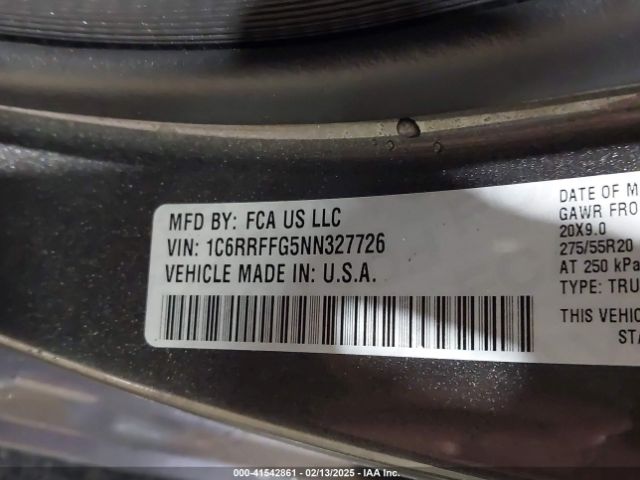 MFD BY: FCA US LLC
VIN: 1C6RRFFG5NN327726
VEHICLE MADE IN: U.S.A.
DATE OF M
GAWR FRO
20X9.0
275/55R20
AT 250 kPa
TYPE: TRU
THIS VEHIC
STA
000-41542861 - 02/13/2025 - IAA Inc.